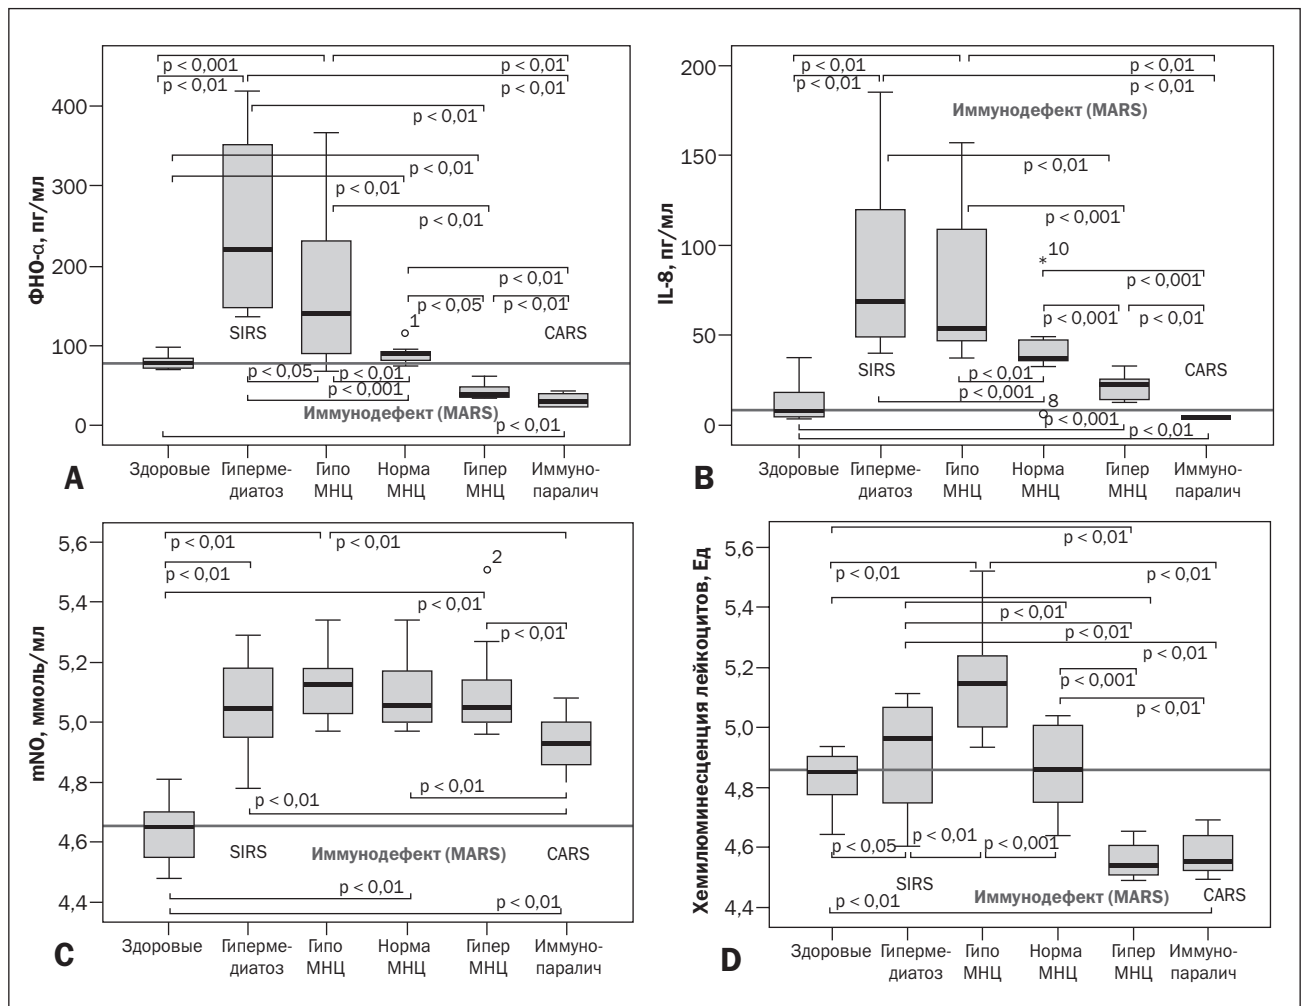 p < 0,001
p < 0,01
p < 0,01
p < 0,01
p < 0,01
p < 0,01
p < 0,01
p < 0,01
p < 0,01
p < 0,05
p < 0,01
1
SIRS
CARS
p < 0,05
p < 0,01
p < 0,001
Иммунодефект (MARS)
p < 0,01
400
300
200
100
0
ФНО-α, пг/мл
Здоровые
Гиперме-
диатоз
Гипо
МНЦ
Норма
МНЦ
Гипер
МНЦ
Иммуно-
паралич
A
p < 0,01
p < 0,01
p < 0,01
p < 0,01
Иммунодефект (MARS)
p < 0,01
p < 0,001
*10
p < 0,001
p < 0,001
p < 0,01
SIRS
CARS
p < 0,01
p < 0,001
8
p < 0,001
p < 0,01
200
150
100
50
0
IL-8, пг/мл
Здоровые
Гиперме-
диатоз
Гипо
МНЦ
Норма
МНЦ
Гипер
МНЦ
Иммуно-
паралич
B
p < 0,01
p < 0,01
p < 0,01
2
p < 0,01
p < 0,01
p < 0,01
p < 0,01
SIRS
Иммунодефект (MARS)
CARS
p < 0,01
p < 0,01
5,6
5,4
5,2
5,0
4,8
4,6
4,4
mNO, ммоль/мл
Здоровые
Гиперме-
диатоз
Гипо
МНЦ
Норма
МНЦ
Гипер
МНЦ
Иммуно-
паралич
C
p < 0,01
p < 0,01
p < 0,01
p < 0,01
p < 0,01
p < 0,01
p < 0,001
p < 0,01
p < 0,05
p < 0,01
p < 0,001
SIRS
Иммунодефект (MARS)
CARS
p < 0,01
5,6
5,4
5,2
5,0
4,8
4,6
4,4
Хемилюминесценция лейкоцитов, Ед
Здоровые
Гиперме-
диатоз
Гипо
МНЦ
Норма
МНЦ
Гипер
МНЦ
Иммуно-
паралич
D